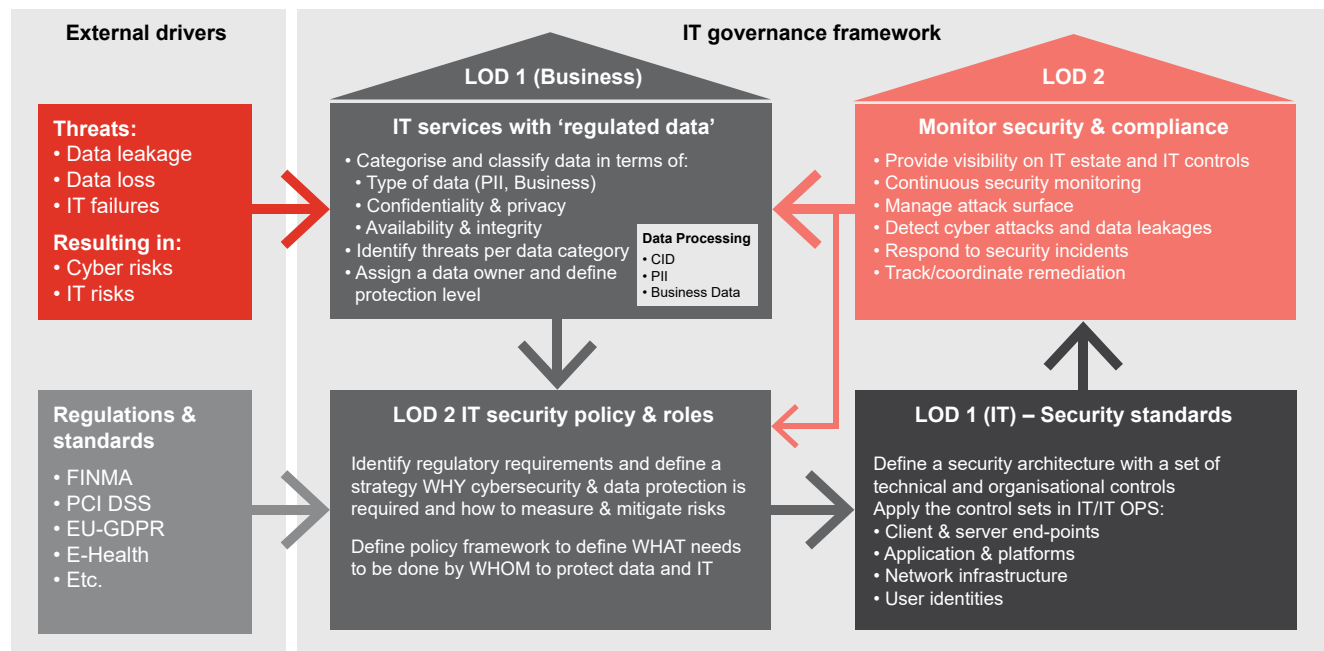 External drivers
IT governance framework
Threats:
• Data leakage
• Data loss
• IT failures
Resulting in:
• Cyber risks
• IT risks
Regulations &
standards
• FINMA
• PCI DSS
• EU-GDPR
• E-Health
• Etc.
LOD 1 (Business)
IT services with ‘regulated data’
• Categorise and classify data in terms of:
• Type of data (PII, Business)
• Confidentiality & privacy
• Availability & integrity
• Identify threats per data category
• Assign a data owner and define
protection level
Data Processing
• CID
• PII
• Business Data
LOD 2
Monitor security & compliance
• Provide visibility on IT estate and IT controls
• Continuous security monitoring
• Manage attack surface
• Detect cyber attacks and data leakages
• Respond to security incidents
• Track/coordinate remediation
LOD 2 IT security policy & roles
Identify regulatory requirements and define a
strategy WHY cybersecurity & data protection is
required and how to measure & mitigate risks
Define policy framework to define WHAT needs
to be done by WHOM to protect data and IT
LOD 1 (IT) – Security standards
Define a security architecture with a set of
technical and organisational controls
Apply the control sets in IT/IT OPS:
• Client & server end-points
• Application & platforms
• Network infrastructure
• User identities